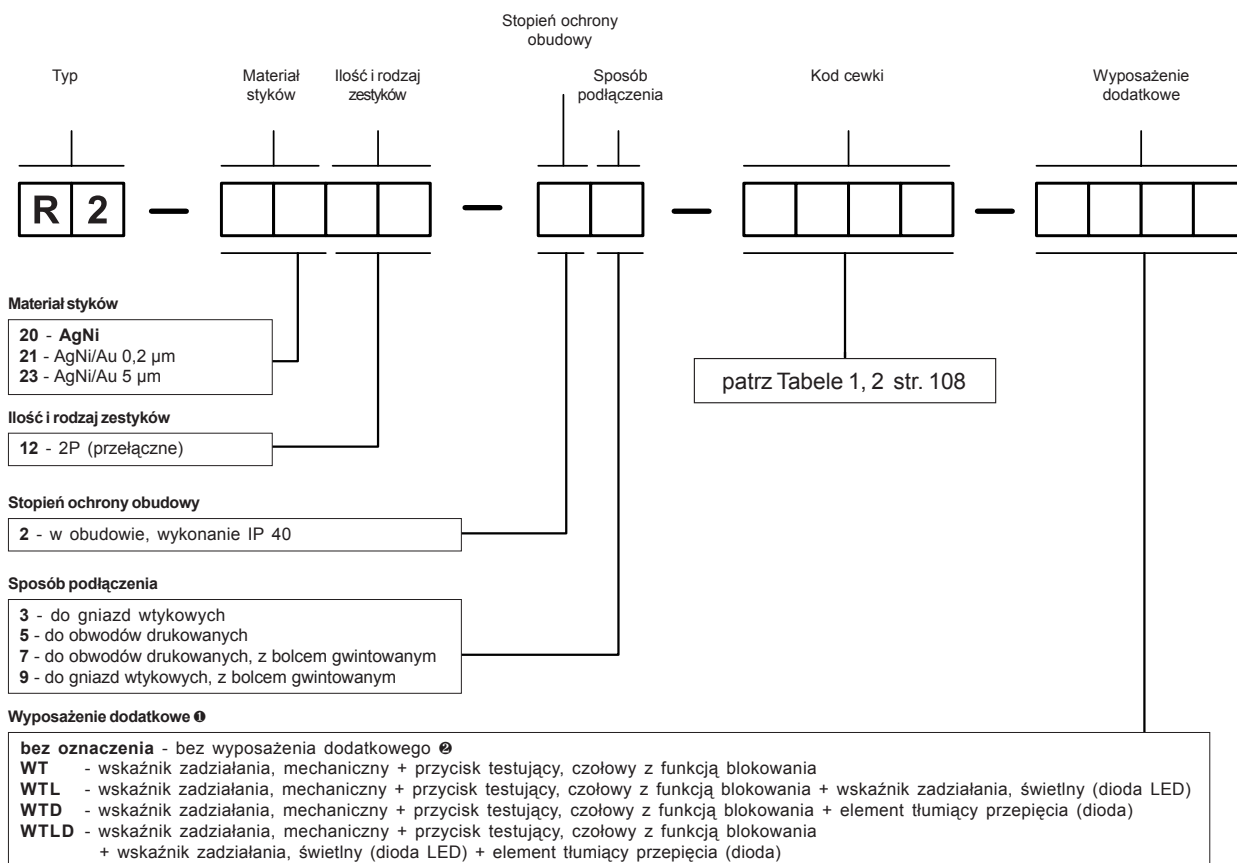 Stopień ochrony
obudowy
Typ
Materiał
styków
Ilość i rodzaj
zestyków
Sposób
podłączenia
Kod cewki
Wyposażenie
dodatkowe
R 2 – – – –
Materiał styków
20 - AgNi
21 - AgNi/Au 0,2 µm
23 - AgNi/Au 5 µm
patrz Tabele 1, 2 str. 108
Ilość i rodzaj zestyków
12 - 2P (przełączne)
Stopień ochrony obudowy
2 - w obudowie, wykonanie IP 40
Sposób podłączenia
3 - do gniazd wtykowych
5 - do obwodów drukowanych
7 - do obwodów drukowanych, z bolcem gwintowanym
9 - do gniazd wtykowych, z bolcem gwintowanym
Wyposażenie dodatkowe ❶
bez oznaczenia - bez wyposażenia dodatkowego ❷
WT - wskaźnik zadziałania, mechaniczny + przycisk testujący, czołowy z funkcją blokowania
WTL - wskaźnik zadziałania, mechaniczny + przycisk testujący, czołowy z funkcją blokowania + wskaźnik zadziałania, świetlny (dioda LED)
WTD - wskaźnik zadziałania, mechaniczny + przycisk testujący, czołowy z funkcją blokowania + element tłumiący przepięcia (dioda)
WTLD - wskaźnik zadziałania, mechaniczny + przycisk testujący, czołowy z funkcją blokowania
+ wskaźnik zadziałania, świetlny (dioda LED) + element tłumiący przepięcia (dioda)